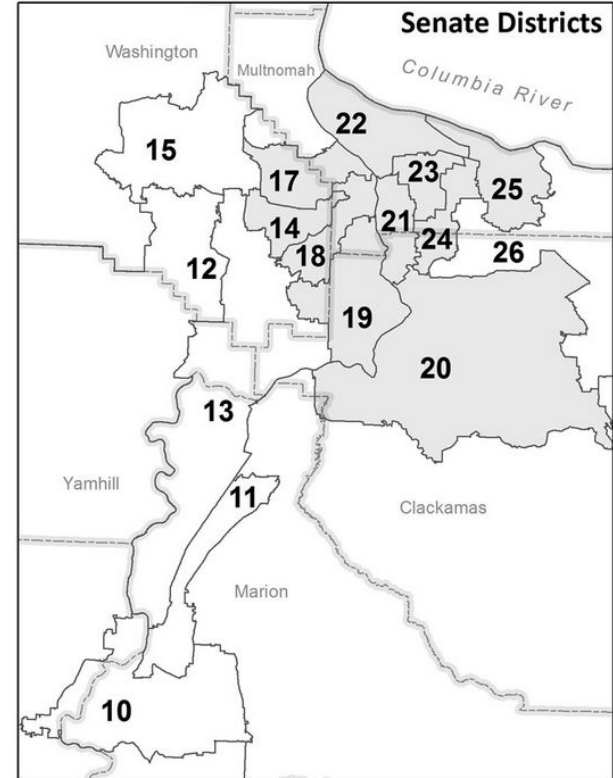 Senate Districts
Washington
Multnomah
Columbia River
22
15
23
17
25
21
14
24
18
26
12
19
20
13
Yamhill
11
Clackamas
Marion
10